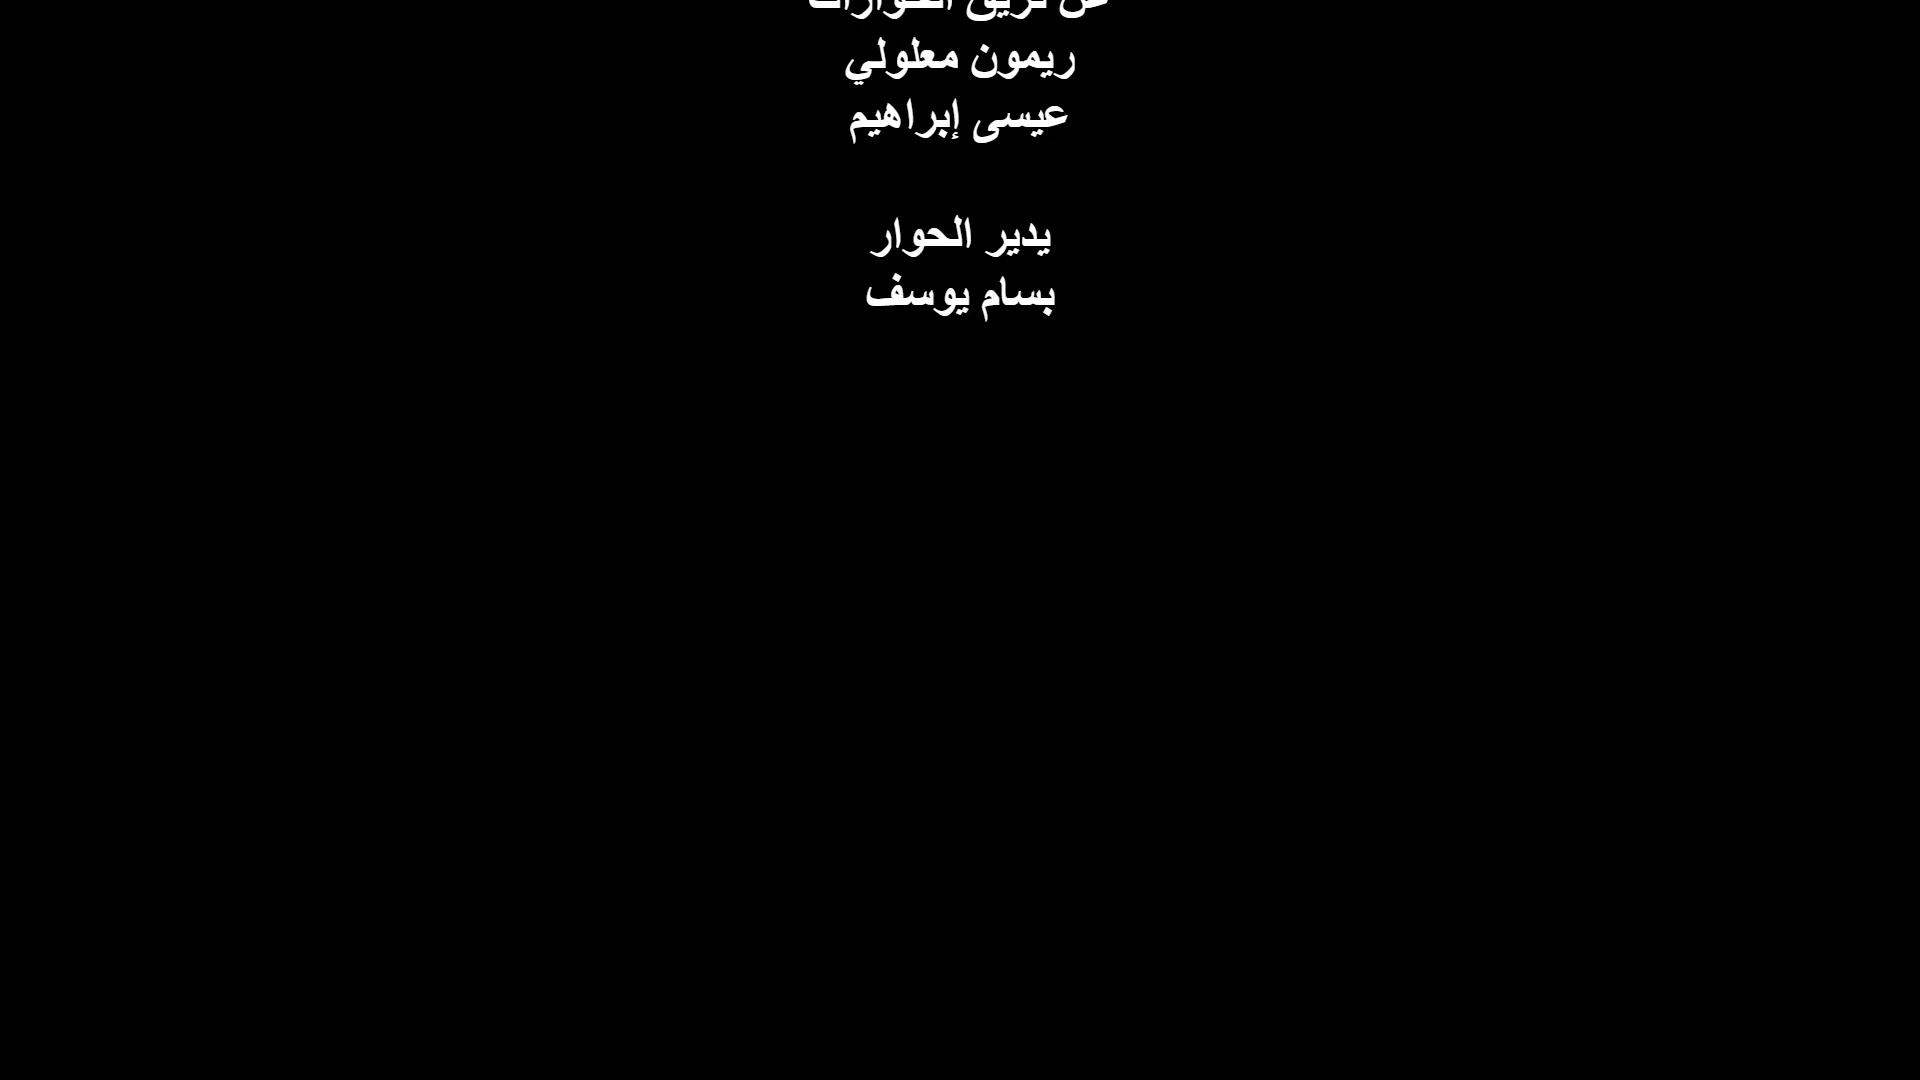 ريمون معلولي
عيسى إبراهيم
يدير الحوار
بسام يوسف